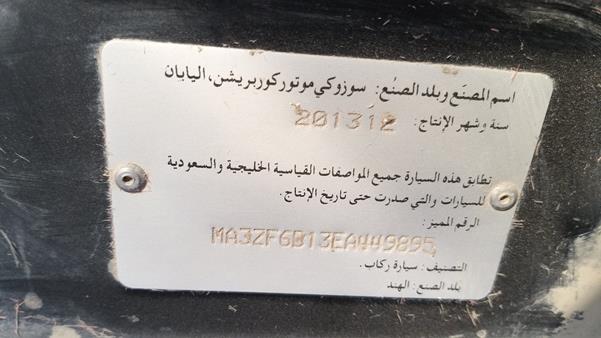 اسم المصنع وبلد الصنع: سوزوكي موتور كوربريشن، اليابان
سنة وشهر الإنتاج: 201312
تطابق هذه السيارة جميع المواصفات القياسية الخليجية والسعودية
للسيارات والتي صدرت حتى تاريخ الإنتاج.
الرقم المميز:
MA3ZF6D13EA449895
التصنيف: سيارة ركاب.
بلد الصنع: الهند